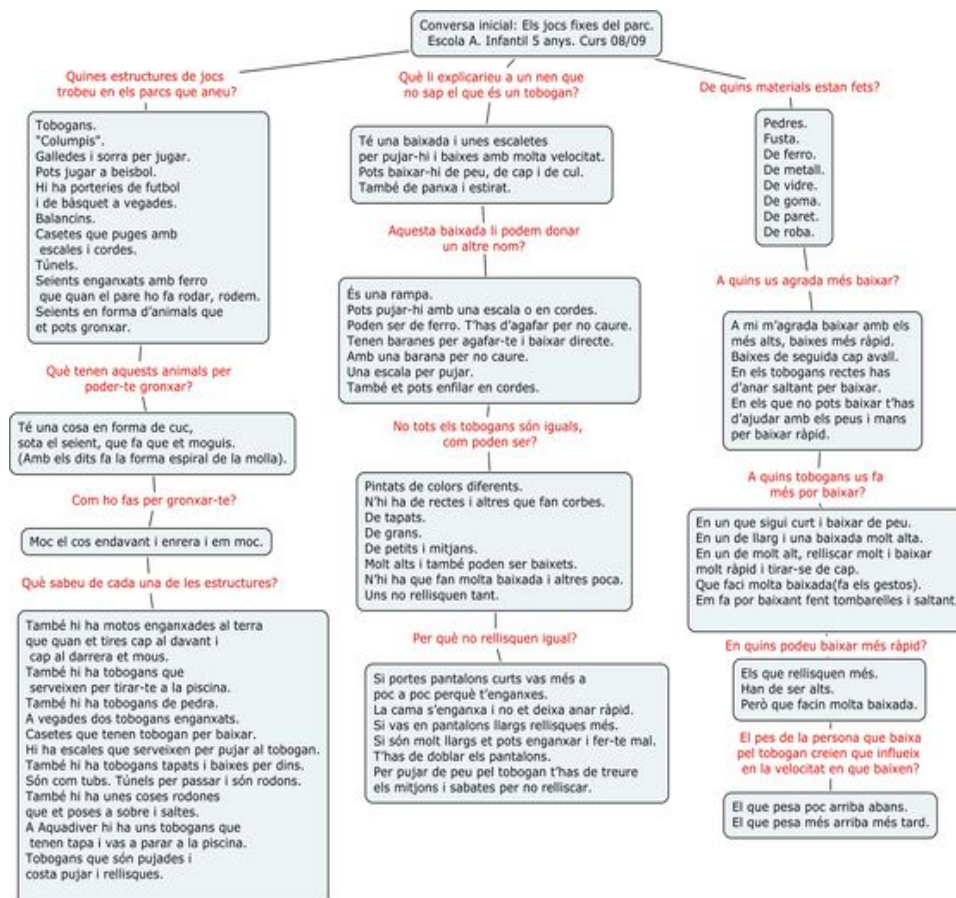 Conversa inicial: Els jocs fixes del parc.
Escola A. Infantil 5 anys. Curs 08/09
Quines estructures de jocs
trobeu en els parcs que aneu?
Tobogans.
"Columpis".
Galledes i sorra per jugar.
Pots jugar a beisbol.
Hi ha porteries de futbol
i de bàsquet a vegades.
Balancins.
Casetes que puges amb
escales i cordes.
Túnels.
Seients enganxats amb ferro
que quan el pare ho fa rodar, rodem.
Seients en forma d'animals que
et pots gronxar.
Què tenen aquests animals per
poder-te gronxar?
Té una cosa en forma de cuc,
sota el seient, que fa que et moguis.
(Amb els dits fa la forma espiral de la molla).
Com ho fas per gronxar-te?
Moc el cos endavant i enrera i em moc.
Què sabeu de cada una de les estructures?
També hi ha motos enganxades al terra
que quan et tires cap al davant i
cap al darrera et mous.
També hi ha tobogans que
serveixen per tirar-te a la piscina.
També hi ha tobogans de pedra.
A vegades dos tobogans enganxats.
Casetes que tenen tobogan per baixar.
Hi ha escales que serveixen per pujar al tobogan.
També hi ha tobogans tapats i baixes per dins.
Són com tubs. Túnels per passar i són rodons.
També hi ha unes coses rodones
que et poses a sobre i saltes.
A Aquadiver hi ha uns tobogans que
tenen tapa i vas a parar a la piscina.
Tobogans que són pujades i
costa pujar i rellisques.
Què li explicarieu a un nen que
no sap el que és un tobogan?
Té una baixada i unes escaletes
per pujar-hi i baixes amb molta velocitat.
Pots baixar-hi de peu, de cap i de cul.
També de panxa i estirat.
Aquesta baixada li podem donar
un altre nom?
És una rampa.
Pots pujar-hi amb una escala o en cordes.
Poden ser de ferro. T'has d'agafar per no caure.
Tenen baranes per agafar-te i baixar directe.
Amb una barana per no caure.
Una escala per pujar.
També et pots enfilar en cordes.
No tots els tobogans són iguals,
com poden ser?
Pintats de colors diferents.
N'hi ha de rectes i altres que fan corbes.
De tapats.
De grans.
De petits i mitjans.
Molt alts i també poden ser baixets.
N'hi ha que fan molta baixada i altres poca.
Uns no rellisquen tant.
Per què no rellisquen igual?
Si portes pantalons curts vas més a
poc a poc perquè t'enganxes.
La cama s'enganxa i no et deixa anar ràpid.
Si vas en pantalons llargs rellisques més.
Si són molt llargs et pots enganxar i fer-te mal.
T'has de doblar els pantalons.
Per pujar de peu pel tobogan t'has de treure
els mitjons i sabates per no relliscar.
De quins materials estan fets?
Pedres.
Fusta.
De ferro.
De metall.
De vidre.
De goma.
De paret.
De roba.
A quins us agrada més baixar?
A mi m'agrada baixar amb els
més alts, baixes més ràpid.
Baixes de seguida cap avall.
En els tobogans rectes has
d'anar saltant per baixar.
En els que no pots baixar t'has
d'ajudar amb els peus i mans
per baixar ràpid.
A quins tobogans us fa
més por baixar?
En un que sigui curt i baixar de peu.
En un de llarg i una baixada molt alta.
En un de molt alt, relliscar molt i baixar
molt ràpid i tirar-se de cap.
Que faci molta baixada(fa els gestos).
Em fa por baixant fent tombarelles i saltant.
En quins podeu baixar més ràpid?
Els que rellisquen més.
Han de ser alts.
Però que facin molta baixada.
El pes de la persona que baixa
pel tobogan creien que influeix
en la velocitat en que baixen?
El que pesa poc arriba abans.
El que pesa més arriba més tard.